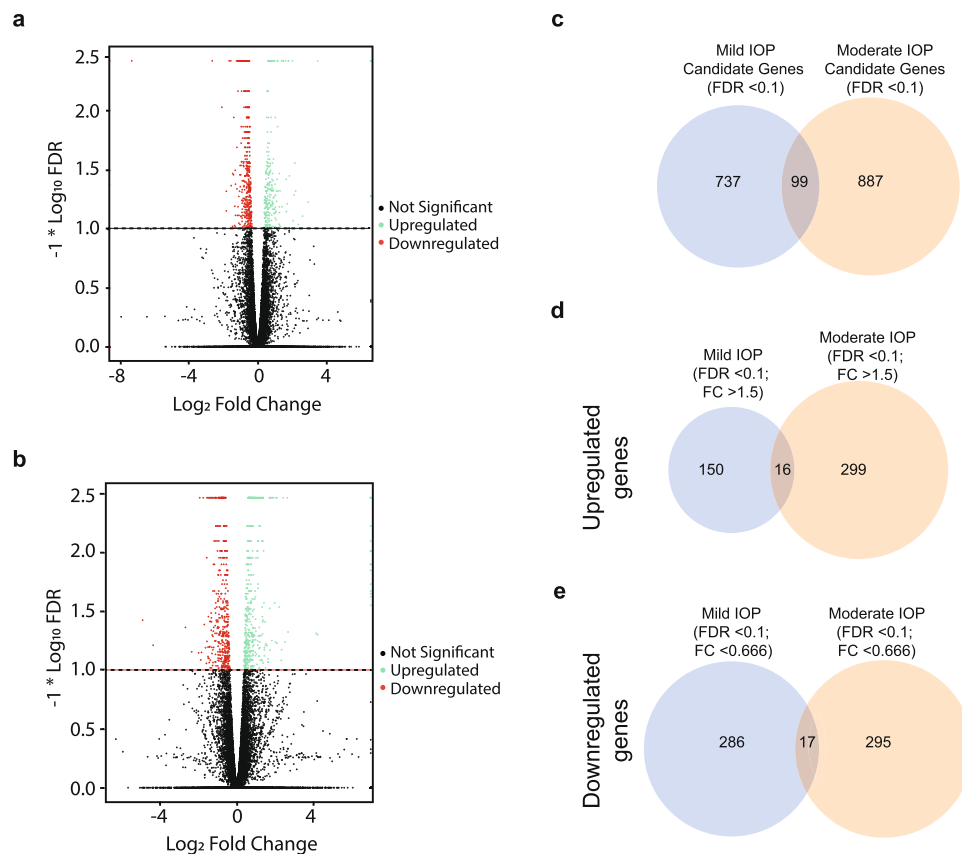 a
2.5
2.0
1.5
1.0
0.5
0.0
-1 * Log₁₀ FDR
-8
-4
0
4
Log₂ Fold Change
Not Significant
Upregulated
Downregulated
b
2.5
2.0
1.5
1.0
0.5
0.0
-1 * Log₁₀ FDR
-4
0
4
Log₂ Fold Change
Not Significant
Upregulated
Downregulated
c
Mild IOP
Candidate Genes
(FDR <0.1)
Moderate IOP
Candidate Genes
(FDR <0.1)
737
99
887
d
Upregulated
genes
Mild IOP
(FDR <0.1;
FC >1.5)
Moderate IOP
(FDR <0.1;
FC >1.5)
150
16
299
e
Downregulated
genes
Mild IOP
(FDR <0.1;
FC <0.666)
Moderate IOP
(FDR <0.1;
FC <0.666)
286
17
295